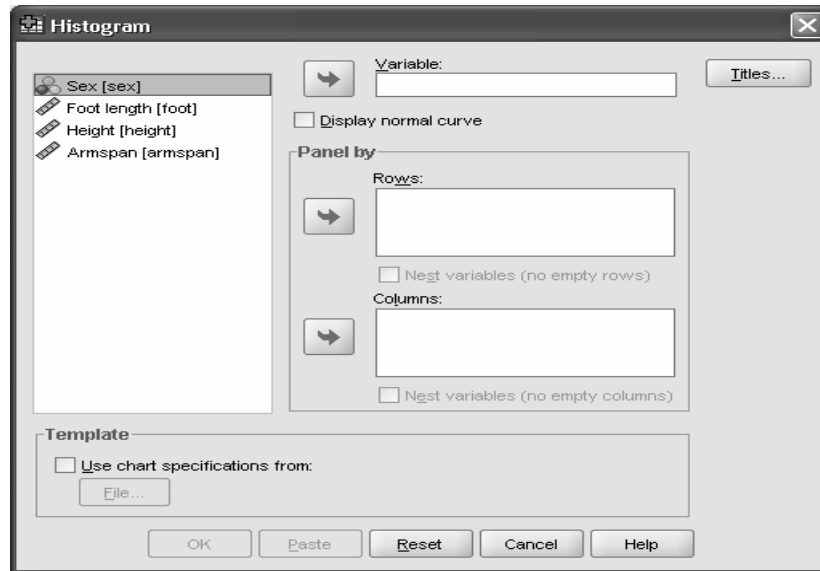 Histogram
Sex [sex]
Foot length [foot]
Height [height]
Armspan [armspan]
Variable:
Titles...
Display normal curve
Panel by
Rows:
Nest variables (no empty rows)
Columns:
Nest variables (no empty columns)
Template
Use chart specifications from:
File...
OK
Paste
Reset
Cancel
Help